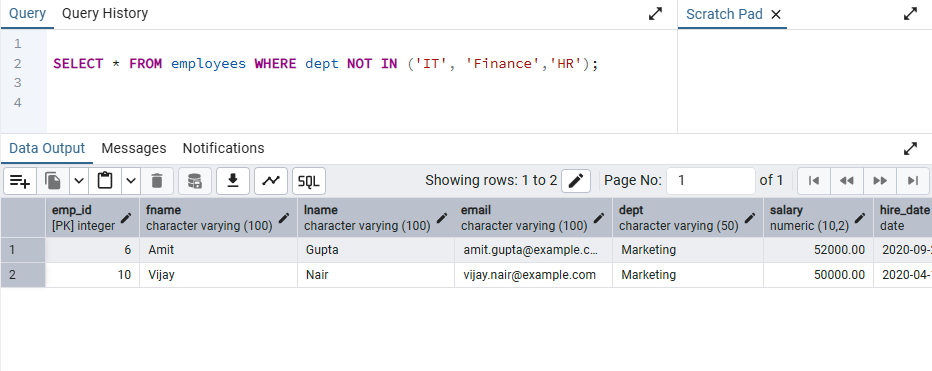 Query Query History Scratch Pad
1
2 SELECT * FROM employees WHERE dept NOT IN ('IT', 'Finance','HR');
3
4
Data Output Messages Notifications
SQL Showing rows: 1 to 2 Page No: 1 of 1
emp_id fname lname email dept salary hire_date
[PK] integer character varying (100) character varying (100) character varying (100) character varying (50) numeric (10,2) date
1 6 Amit Gupta amit.gupta@example.c... Marketing 52000.00 2020-09-
2 10 Vijay Nair vijay.nair@example.com Marketing 50000.00 2020-04-